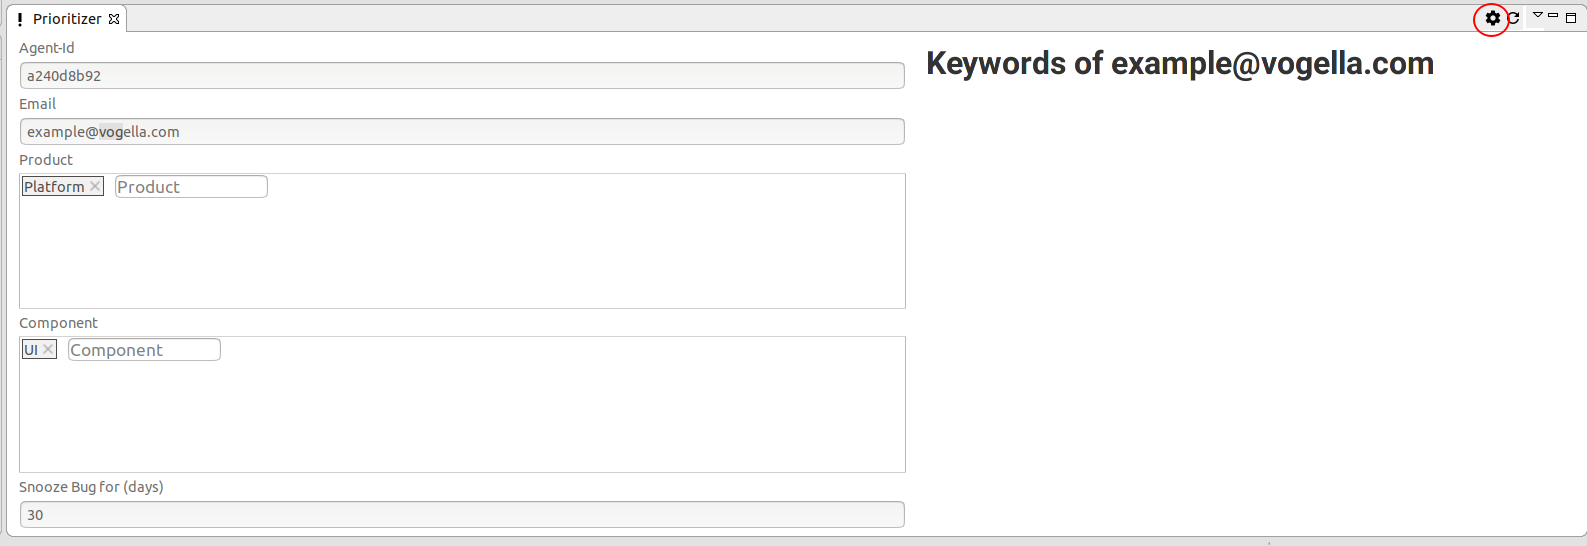 Prioritizer
Agent-Id
a240d8b92
Email
example@vogella.com
Product
Platform Product
Component
UI Component
Snooze Bug for (days)
30
Keywords of example@vogella.com